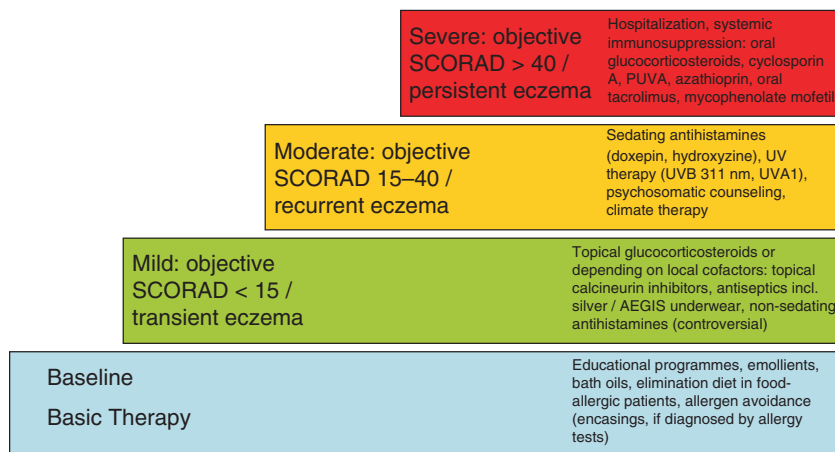 Severe: objective
SCORAD > 40 /
persistent eczema
Hospitalization, systemic
immunosuppression: oral
glucocorticosteroids, cyclosporin
A, PUVA, azathioprin, oral
tacrolimus, mycophenolate mofetil
Moderate: objective
SCORAD 15–40 /
recurrent eczema
Sedating antihistamines
(doxepin, hydroxyzine), UV
therapy (UVB 311 nm, UVA1),
psychosomatic counseling,
climate therapy
Mild: objective
SCORAD < 15 /
transient eczema
Topical glucocorticosteroids or
depending on local cofactors: topical
calcineurin inhibitors, antiseptics incl.
silver / AEGIS underwear, non-sedating
antihistamines (controversial)
Baseline
Basic Therapy
Educational programmes, emollients,
bath oils, elimination diet in food-
allergic patients, allergen avoidance
(encasings, if diagnosed by allergy
tests)